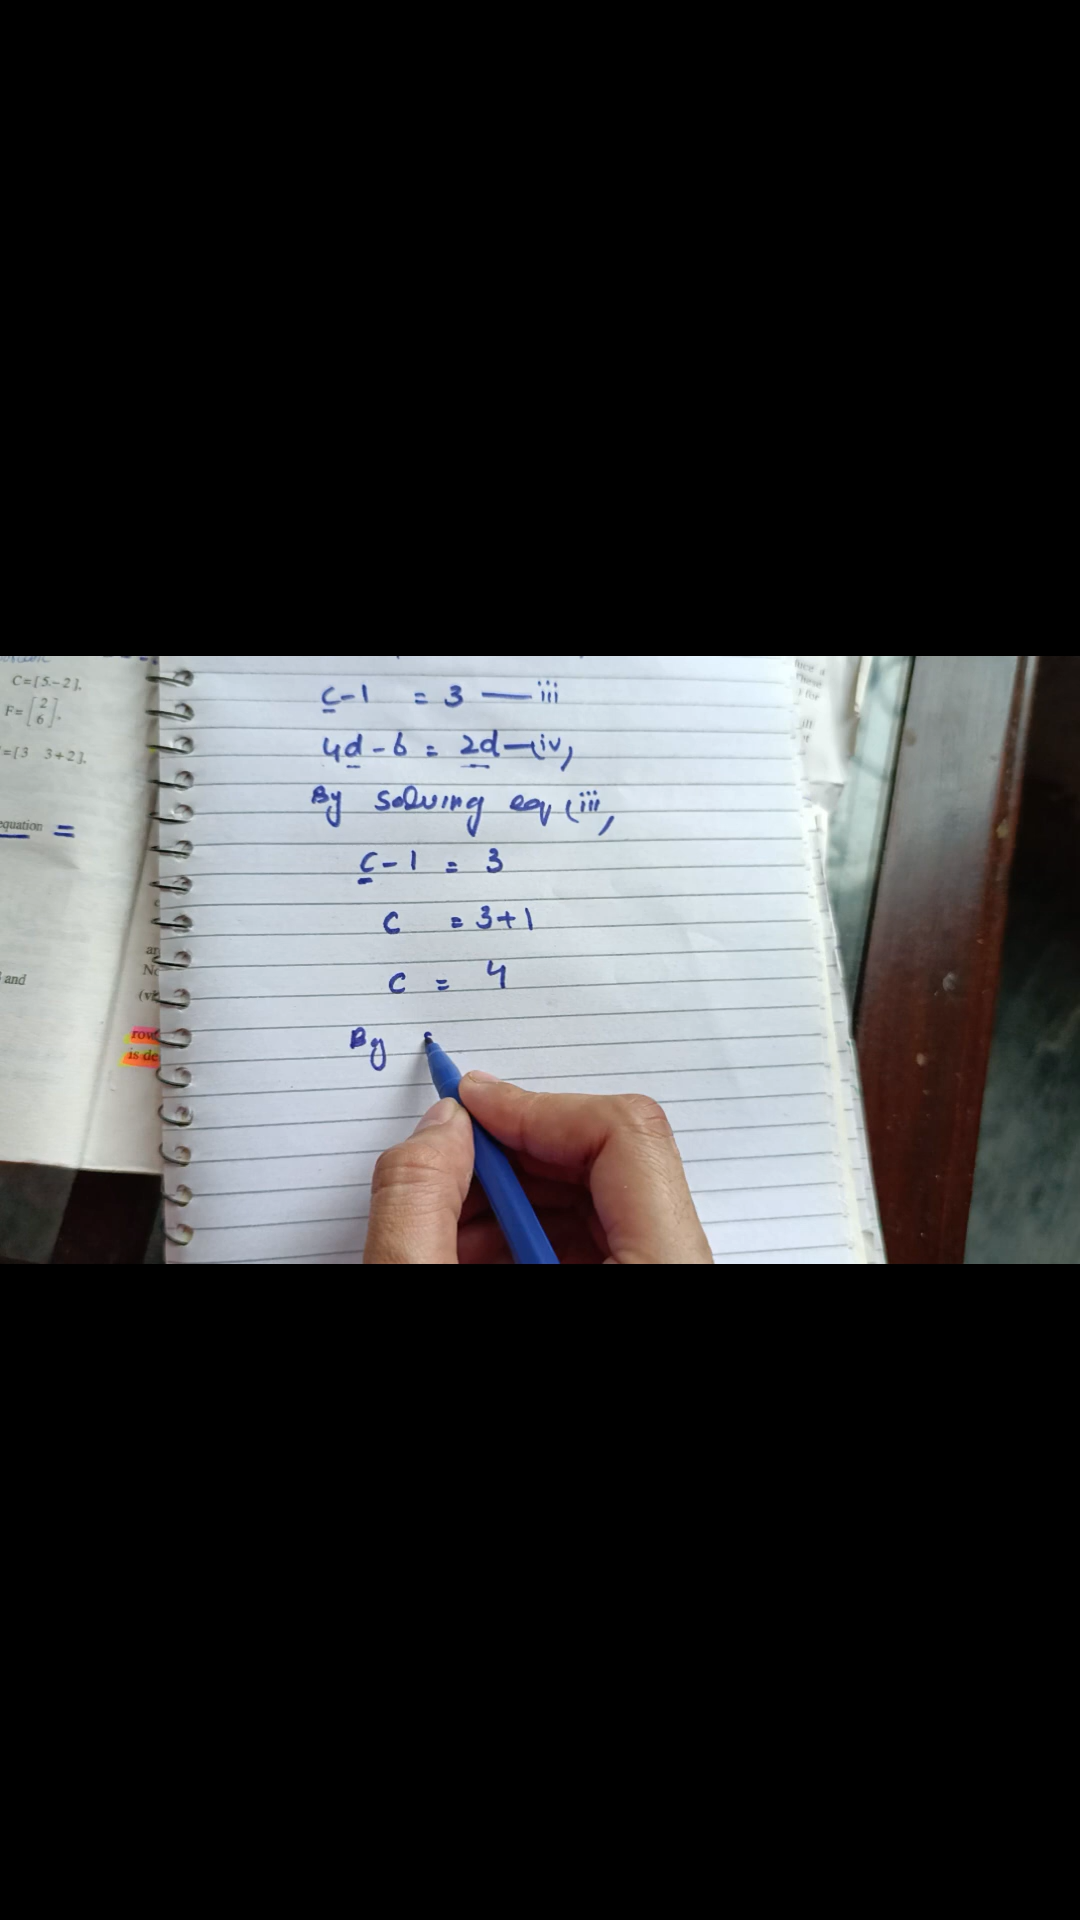 C=[5 -2],
F=[2
6],
=[3 3+2],
equation =
and
row
is de
c-1 = 3 — iii
4d-6 = 2d — (iv)
By solving eq (iii)
c-1 = 3
c = 3+1
c = 4
By